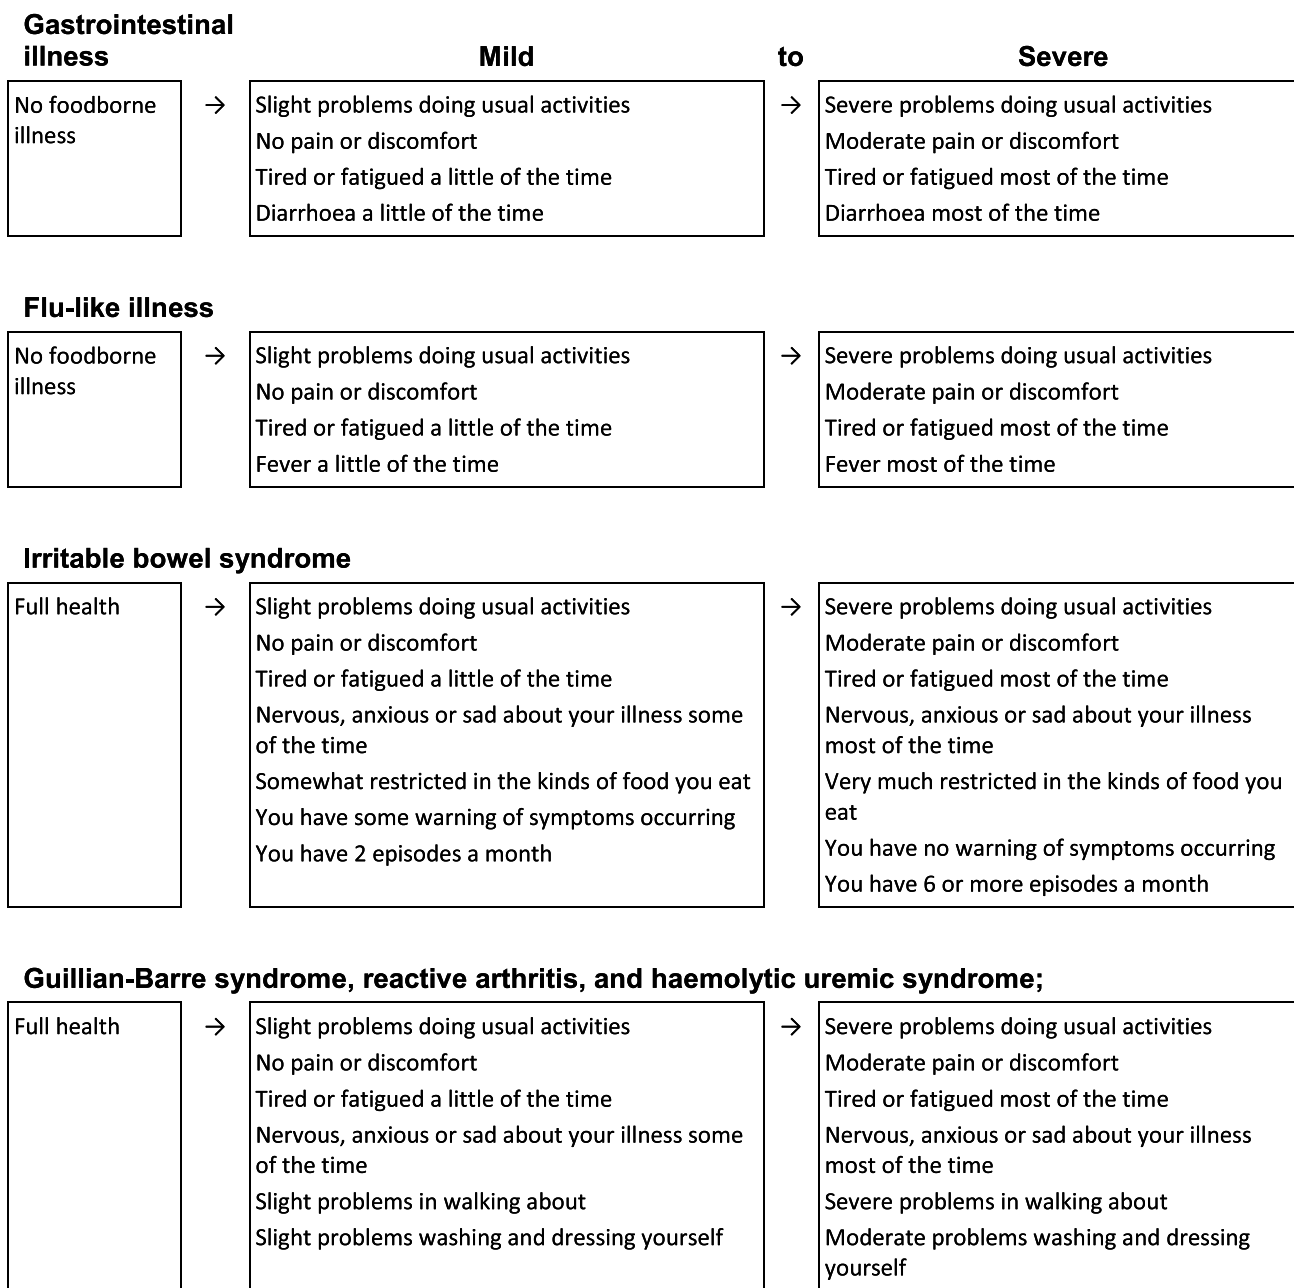 Gastrointestinal
illness
Mild
to
Severe
No foodborne
illness
→
Slight problems doing usual activities
No pain or discomfort
Tired or fatigued a little of the time
Diarrhoea a little of the time
→
Severe problems doing usual activities
Moderate pain or discomfort
Tired or fatigued most of the time
Diarrhoea most of the time
Flu-like illness
No foodborne
illness
→
Slight problems doing usual activities
No pain or discomfort
Tired or fatigued a little of the time
Fever a little of the time
→
Severe problems doing usual activities
Moderate pain or discomfort
Tired or fatigued most of the time
Fever most of the time
Irritable bowel syndrome
Full health
→
Slight problems doing usual activities
No pain or discomfort
Tired or fatigued a little of the time
Nervous, anxious or sad about your illness some
of the time
Somewhat restricted in the kinds of food you eat
You have some warning of symptoms occurring
You have 2 episodes a month
→
Severe problems doing usual activities
Moderate pain or discomfort
Tired or fatigued most of the time
Nervous, anxious or sad about your illness
most of the time
Very much restricted in the kinds of food you
eat
You have no warning of symptoms occurring
You have 6 or more episodes a month
Guillian-Barre syndrome, reactive arthritis, and haemolytic uremic syndrome;
Full health
→
Slight problems doing usual activities
No pain or discomfort
Tired or fatigued a little of the time
Nervous, anxious or sad about your illness some
of the time
Slight problems in walking about
Slight problems washing and dressing yourself
→
Severe problems doing usual activities
Moderate pain or discomfort
Tired or fatigued most of the time
Nervous, anxious or sad about your illness
most of the time
Severe problems in walking about
Moderate problems washing and dressing
yourself